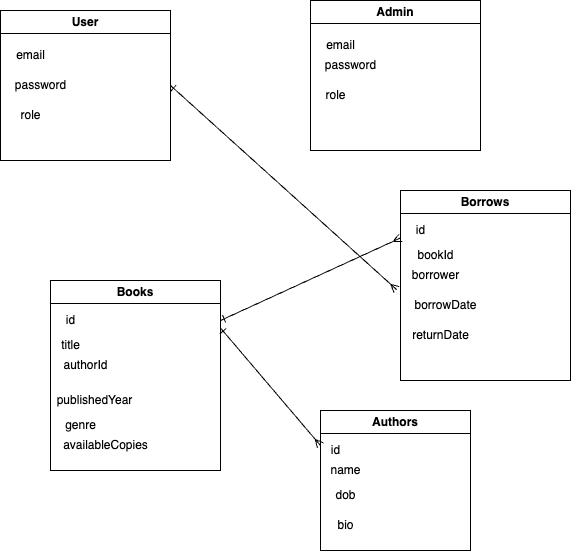 User
email
password
role
Admin
email
password
role
Borrows
id
bookId
borrower
borrowDate
returnDate
Books
id
title
authorId
publishedYear
genre
availableCopies
Authors
id
name
dob
bio